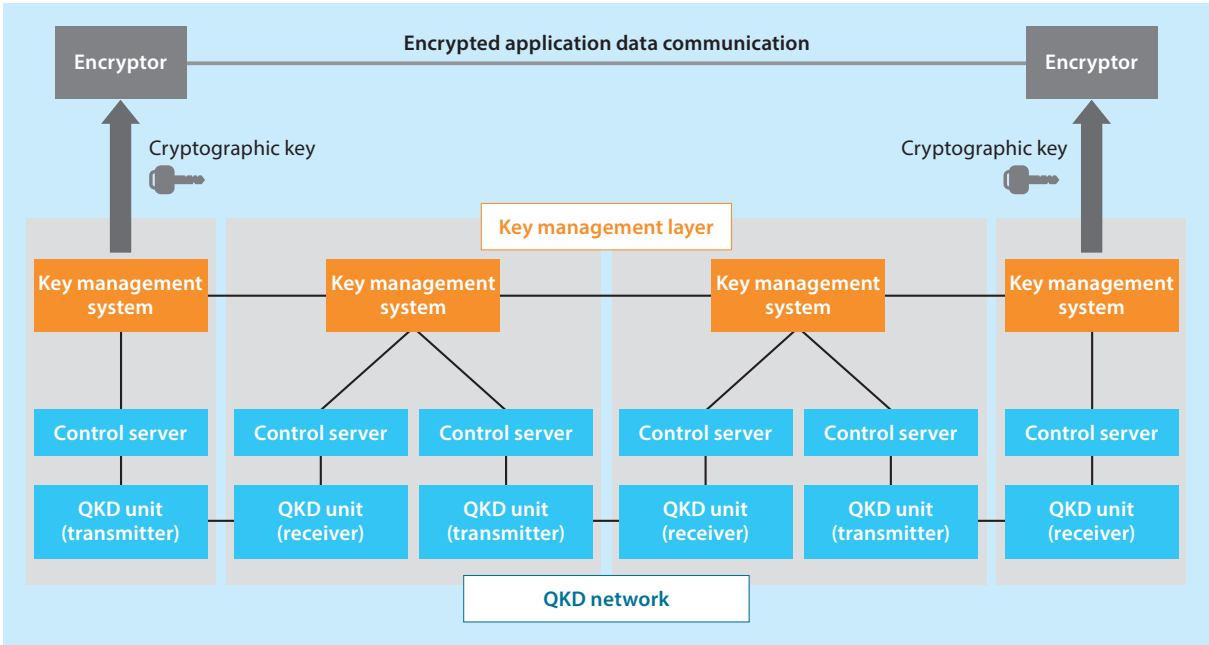 Encrypted application data communication
Encryptor
Encryptor
Cryptographic key
Cryptographic key
Key management layer
Key management
system
Key management
system
Key management
system
Key management
system
Control server
Control server
Control server
Control server
Control server
Control server
QKD unit
(transmitter)
QKD unit
(receiver)
QKD unit
(transmitter)
QKD unit
(receiver)
QKD unit
(transmitter)
QKD unit
(receiver)
QKD network